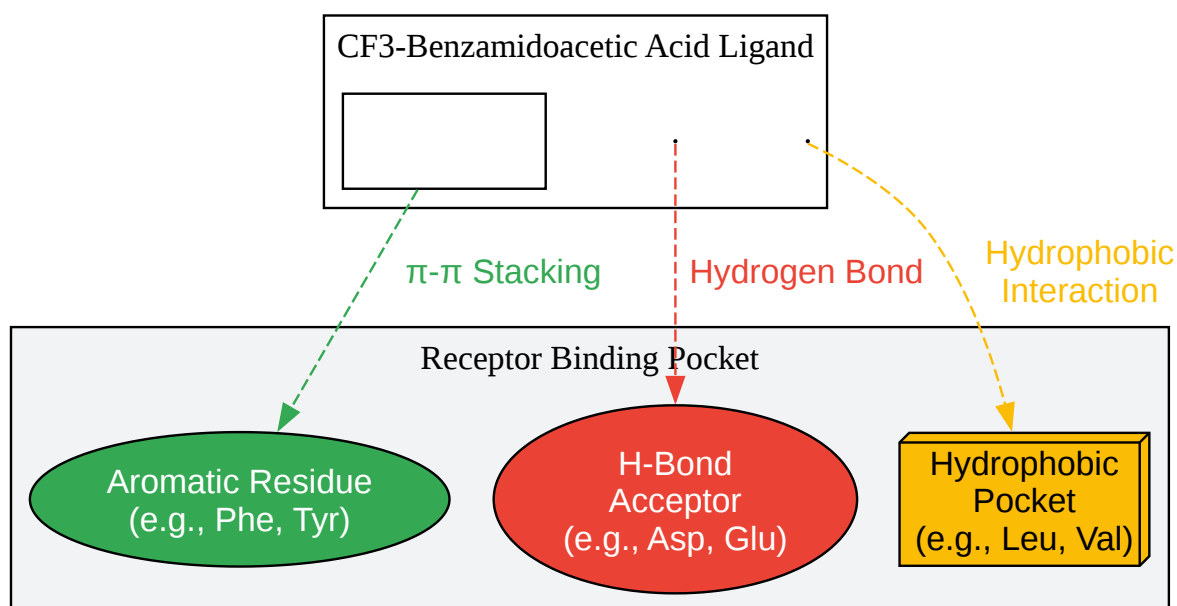 CF3-Benzamidoacetic Acid Ligand
π-π Stacking
Hydrogen Bond
Hydrophobic
Interaction
Receptor Binding Pocket
Aromatic Residue
(e.g., Phe, Tyr)
H-Bond
Acceptor
(e.g., Asp, Glu)
Hydrophobic
Pocket
(e.g., Leu, Val)